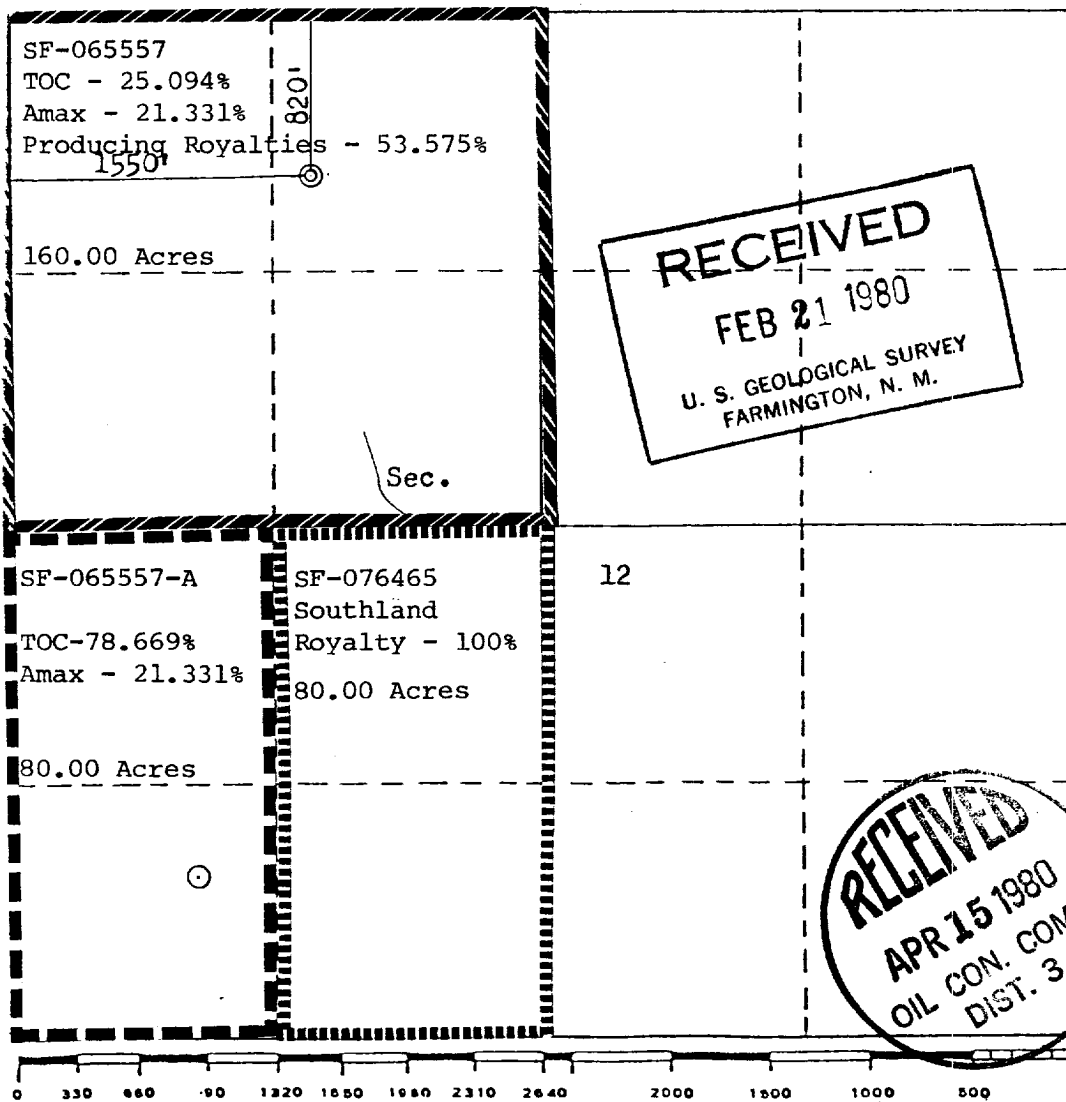 SF-065557
TOC - 25.094%
Amax - 21.331%
Producing Royalties - 53.575%
820'
1550'
160.00 Acres
RECEIVED
FEB 21 1980
U. S. GEOLOGICAL SURVEY
FARMINGTON, N. M.
Sec.
12
SF-065557-A
TOC-78.669%
Amax - 21.331%
80.00 Acres
SF-076465
Southland
Royalty - 100%
80.00 Acres
RECEIVED
APR 15 1980
OIL CON. COM
DIST. 3
0 330 660 .90 1320 1650 1980 2310 2640 2000 1500 1000 500